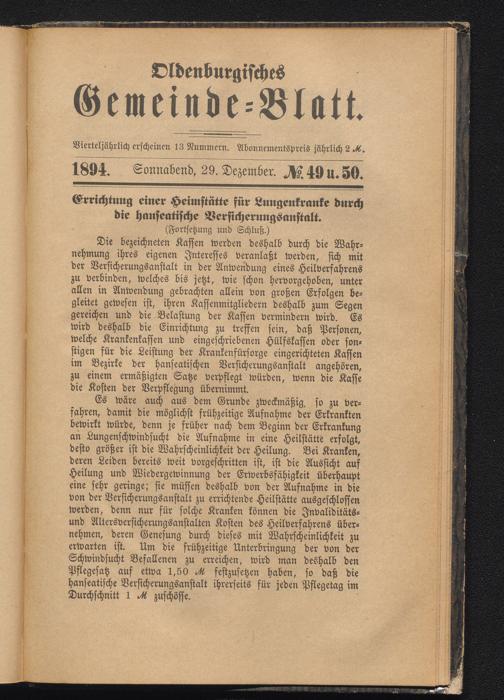 Oldenburgisches
Gemeinde-Blatt.
Vierteljährlich erscheinen 13 Nummern. Abonnementspreis jährlich 2 ℳ.
1894. Sonnabend, 29. Dezember. № 49 u. 50.
Errichtung einer Heimstätte für Lungenkranke durch
die hanseatische Versicherungsanstalt.
(Fortsetzung und Schluß.)
Die bezeichneten Kassen werden deshalb durch die Wahr-
nehmung ihres eigenen Interesses veranlaßt werden, sich mit
der Versicherungsanstalt in der Anwendung eines Heilverfahrens
zu verbinden, welches bis jetzt, wie schon hervorgehoben, unter
allen in Anwendung gebrachten allein von großen Erfolgen be-
gleitet gewesen ist, ihren Kassenmitgliedern deshalb zum Segen
gereichen und die Belastung der Kassen vermindern wird. Es
wird deshalb die Einrichtung zu treffen sein, daß Personen,
welche Krankenkassen und eingeschriebenen Hülfskassen oder son-
stigen für die Leistung der Krankenfürsorge eingerichteten Kassen
im Bezirke der hanseatischen Versicherungsanstalt angehören,
zu einem ermäßigten Satze verpflegt würden, wenn die Kasse
die Kosten der Verpflegung übernimmt.
Es wäre auch aus dem Grunde zweckmäßig, so zu ver-
fahren, damit die möglichst frühzeitige Aufnahme der Erkrankten
bewirkt würde, denn je früher nach dem Beginn der Erkrankung
an Lungenschwindsucht die Aufnahme in eine Heilstätte erfolgt,
desto größer ist die Wahrscheinlichkeit der Heilung. Bei Kranken,
deren Leiden bereits weit vorgeschritten ist, ist die Aussicht auf
Heilung und Wiedergewinnung der Erwerbsfähigkeit überhaupt
eine sehr geringe; sie müssen deshalb von der Aufnahme in die
von der Versicherungsanstalt zu errichtende Heilstätte ausgeschlossen
werden, denn nur für solche Kranken können die Invaliditäts-
und Altersversicherungsanstalten Kosten des Heilverfahrens über-
nehmen, deren Genesung durch dieses mit Wahrscheinlichkeit zu
erwarten ist. Um die frühzeitige Unterbringung der von der
Schwindsucht Befallenen zu erreichen, wird man deshalb den
Pflegesatz auf etwa 1,50 ℳ festzusetzen haben, so daß die
hanseatische Versicherungsanstalt ihrerseits für jeden Pflegetag im
Durchschnitt 1 ℳ zuschösse.